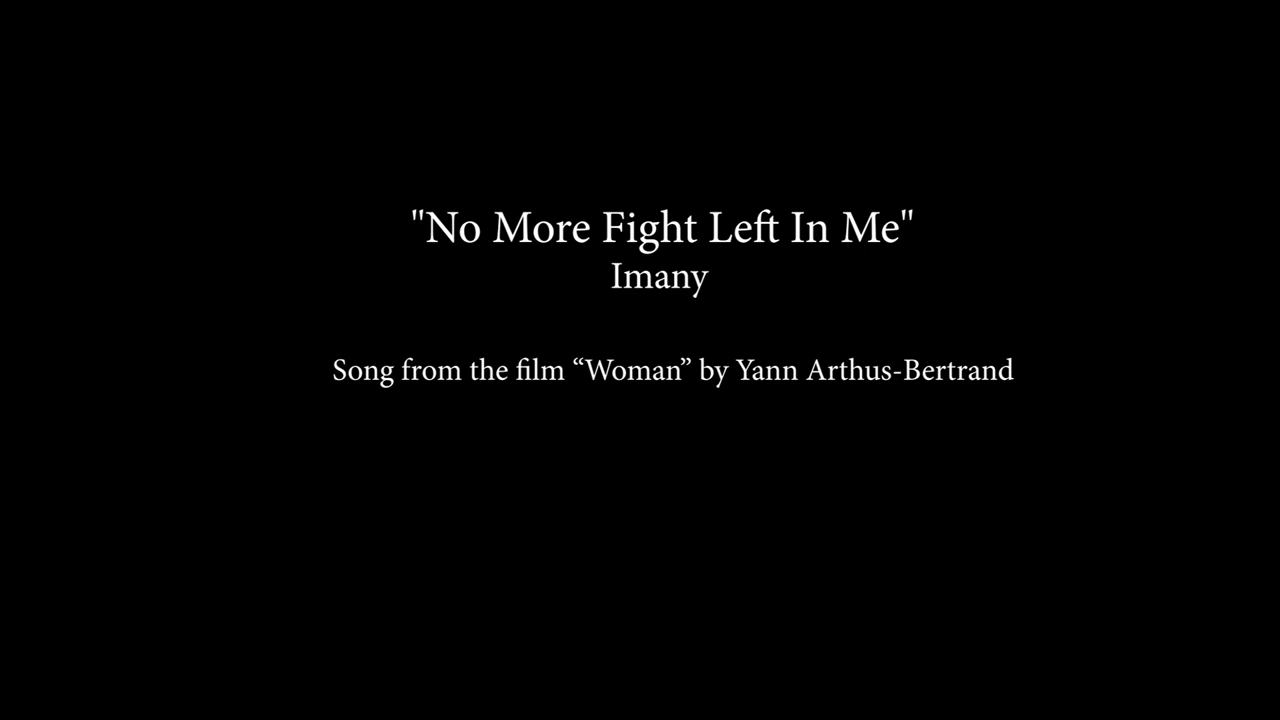 "No More Fight Left In Me"
Imany
Song from the film “Woman” by Yann Arthus-Bertrand